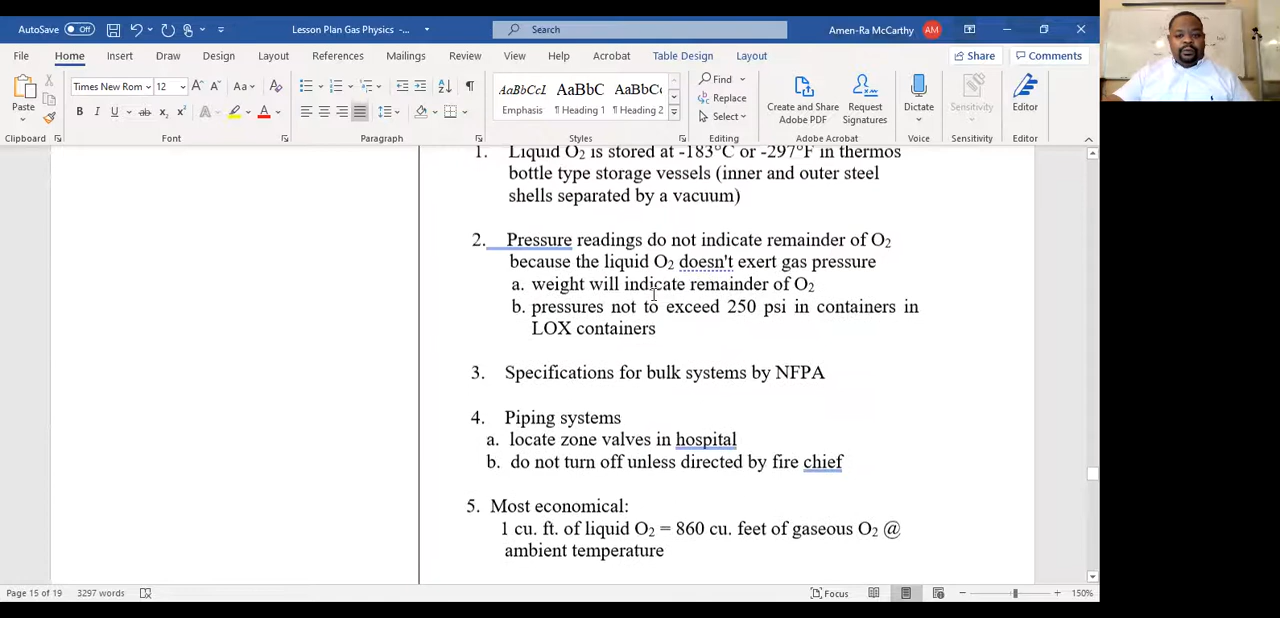 AutoSave Off Lesson Plan Gas Physics -... Search Amen-Ra McCarthy AM
File Home Insert Draw Design Layout References Mailings Review View Help Acrobat Table Design Layout Share Comments
Paste
Clipboard
Times New Rom 12
Font
Paragraph
AaBbCcI AaBbC AaBbCc
Emphasis ¶ Heading 1 ¶ Heading 2
Styles
Find
Replace
Select
Editing
Create and Share Adobe PDF
Request Signatures
Adobe Acrobat
Dictate
Voice
Sensitivity
Sensitivity
Editor
Editor
1. Liquid O₂ is stored at -183°C or -297°F in thermos
bottle type storage vessels (inner and outer steel
shells separated by a vacuum)
2. Pressure readings do not indicate remainder of O₂
because the liquid O₂ doesn't exert gas pressure
a. weight will indicate remainder of O₂
b. pressures not to exceed 250 psi in containers in
LOX containers
3. Specifications for bulk systems by NFPA
4. Piping systems
a. locate zone valves in hospital
b. do not turn off unless directed by fire chief
5. Most economical:
1 cu. ft. of liquid O₂ = 860 cu. feet of gaseous O₂ @
ambient temperature
Page 15 of 19 3297 words Focus 150%